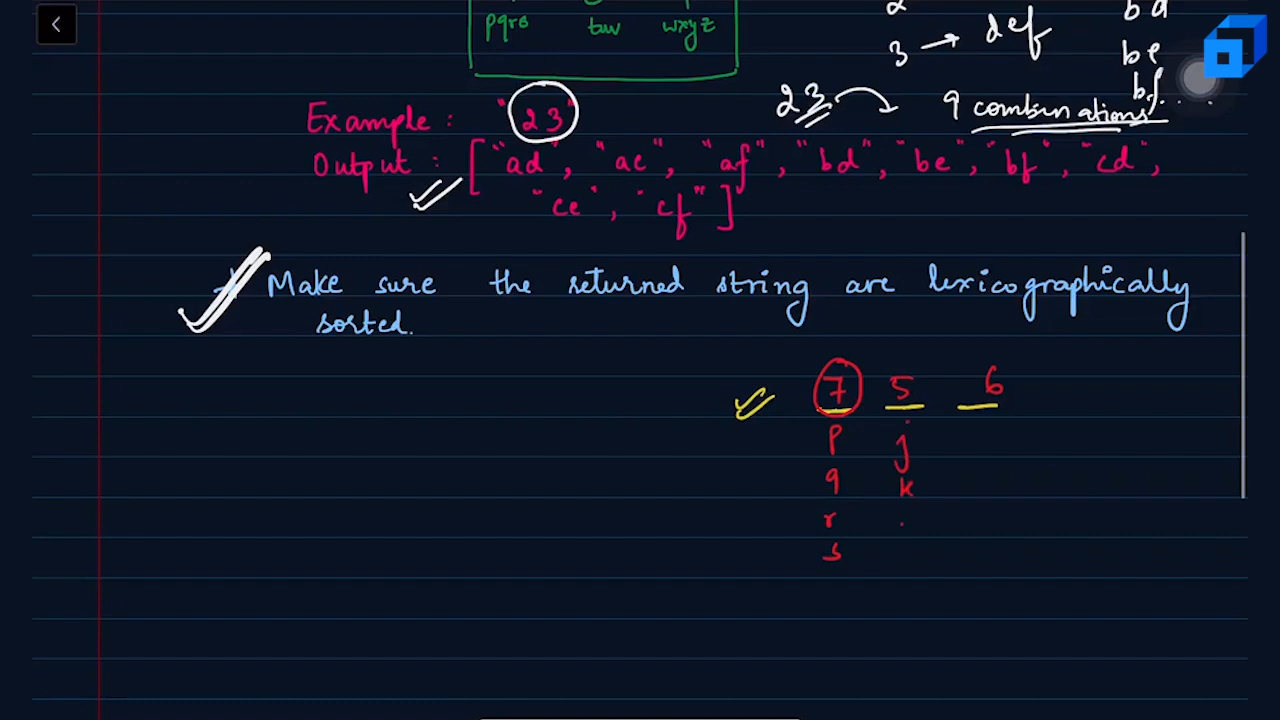 pqrs tuv wxyz
2
3 → def
bd
be
bf. . . .
23 9 combinations
Example : "23"
Output : ["ad", "ae", "af", "bd", "be", "bf", "cd",
"ce", "cf"]
* Make sure the returned string are lexicographically
sorted.
7 5 6
p j
q k
r .
s